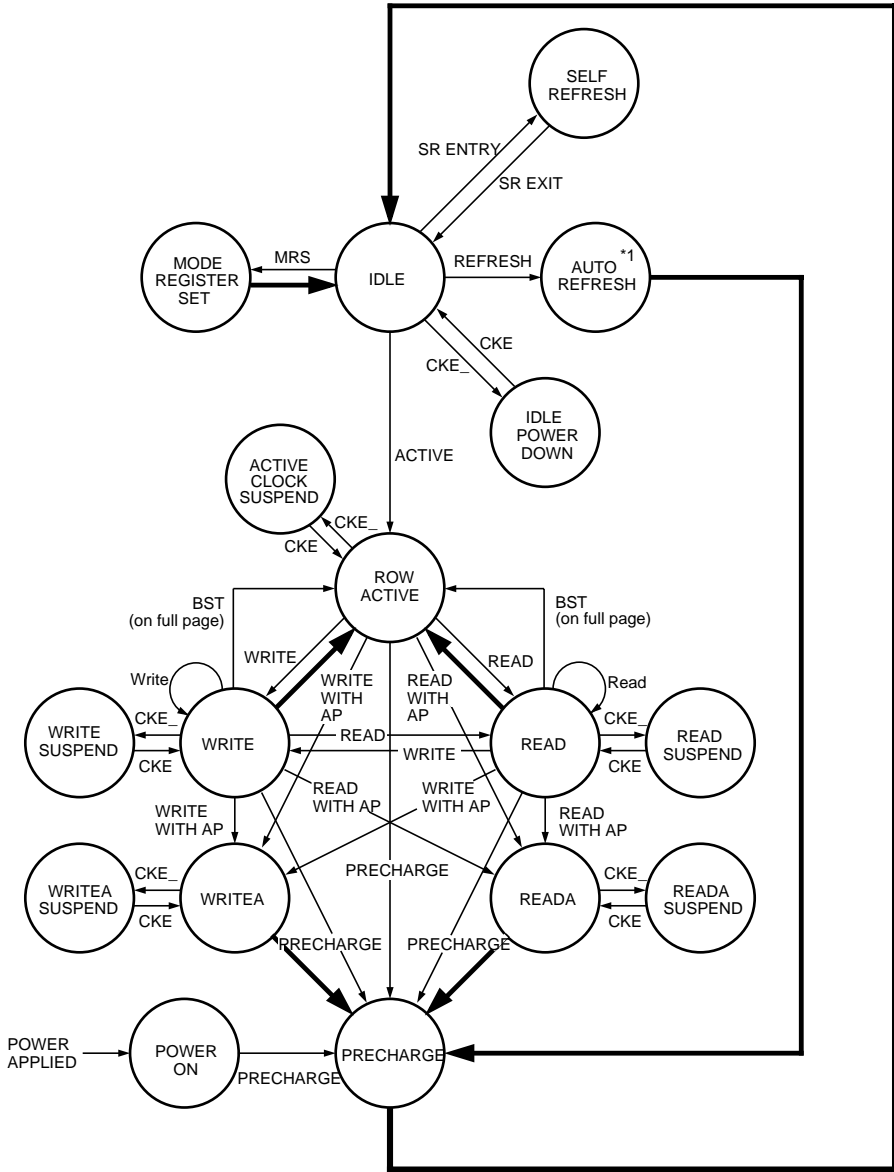 SELF
REFRESH
SR ENTRY
SR EXIT
MODE
REGISTER
SET
MRS
IDLE
REFRESH
*1
AUTO
REFRESH
CKE
CKE_
IDLE
POWER
DOWN
ACTIVE
ACTIVE
CLOCK
SUSPEND
CKE_
CKE
ROW
ACTIVE
BST
(on full page)
BST
(on full page)
WRITE
READ
Write
WRITE
WITH
AP
READ
WITH
AP
Read
WRITE
SUSPEND
CKE_
CKE
WRITE
READ
WRITE
READ
CKE_
CKE
READ
SUSPEND
WRITE
WITH AP
READ
WITH AP
WRITE
WITH AP
READ
WITH AP
WRITEA
SUSPEND
CKE_
CKE
WRITEA
PRECHARGE
READA
CKE_
CKE
READA
SUSPEND
PRECHARGE
PRECHARGE
POWER
APPLIED
POWER
ON
PRECHARGE
PRECHARGE